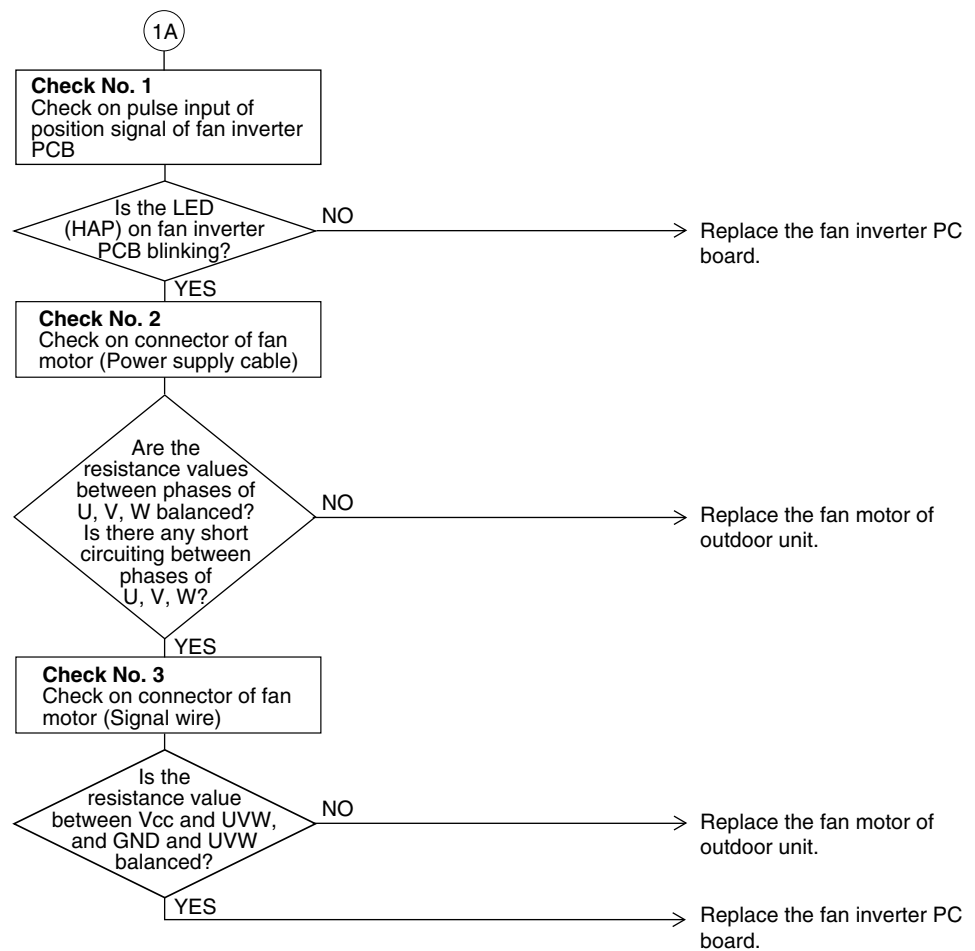 1A
Check No. 1
Check on pulse input of
position signal of fan inverter
PCB
Is the LED
(HAP) on fan inverter
PCB blinking?
NO
Replace the fan inverter PC
board.
YES
Check No. 2
Check on connector of fan
motor (Power supply cable)
Are the
resistance values
between phases of
U, V, W balanced?
Is there any short
circuiting between
phases of
U, V, W?
NO
Replace the fan motor of
outdoor unit.
YES
Check No. 3
Check on connector of fan
motor (Signal wire)
Is the
resistance value
between Vcc and UVW,
and GND and UVW
balanced?
NO
Replace the fan motor of
outdoor unit.
YES
Replace the fan inverter PC
board.